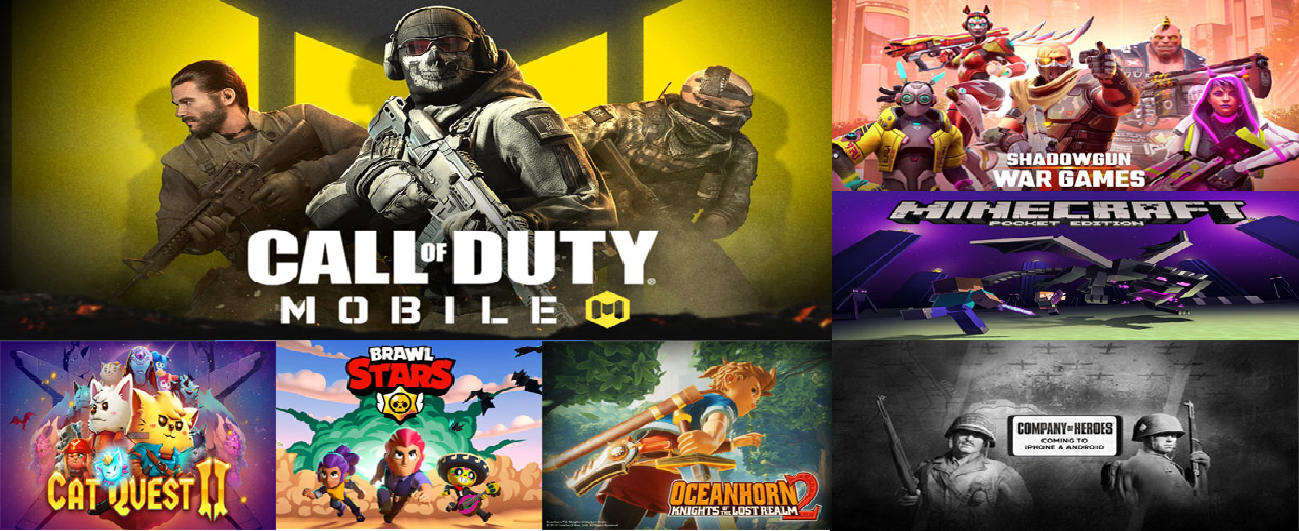 CALL OF DUTY
MOBILE
SHADOWGUN
WAR GAMES
MINECRAFT
POCKET EDITION
CAT QUEST II
BRAWL
STARS
OCEANHORN 2
KNIGHTS OF THE LOST REALM
COMPANY OF HEROES
COMING TO
IPHONE & ANDROID